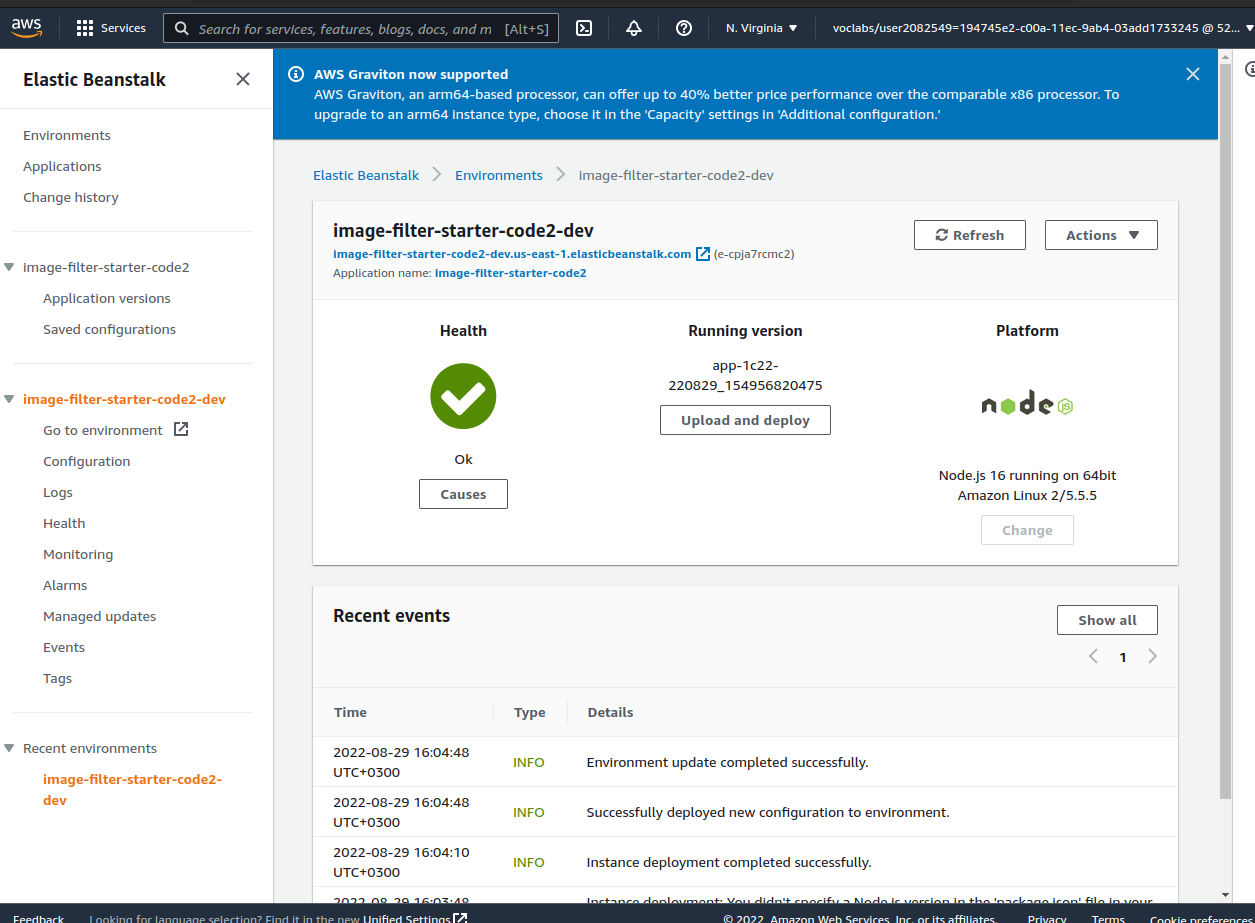 aws
Services
Search for services, features, blogs, docs, and m [Alt+S]
N. Virginia
voclabs/user2082549=194745e2-c00a-11ec-9ab4-03add1733245 @ 52...
Elastic Beanstalk
Environments
Applications
Change history
image-filter-starter-code2
Application versions
Saved configurations
image-filter-starter-code2-dev
Go to environment
Configuration
Logs
Health
Monitoring
Alarms
Managed updates
Events
Tags
Recent environments
image-filter-starter-code2-
dev
AWS Graviton now supported
AWS Graviton, an arm64-based processor, can offer up to 40% better price performance over the comparable x86 processor. To
upgrade to an arm64 instance type, choose it in the 'Capacity' settings in 'Additional configuration.'
Elastic Beanstalk > Environments > image-filter-starter-code2-dev
image-filter-starter-code2-dev
image-filter-starter-code2-dev.us-east-1.elasticbeanstalk.com (e-cpja7rcmc2)
Application name: image-filter-starter-code2
Refresh
Actions
Health
Ok
Causes
Running version
app-1c22-
220829_154956820475
Upload and deploy
Platform
node JS
Node.js 16 running on 64bit
Amazon Linux 2/5.5.5
Change
Recent events
Show all
1
Time Type Details
2022-08-29 16:04:48
UTC+0300
INFO
Environment update completed successfully.
2022-08-29 16:04:48
UTC+0300
INFO
Successfully deployed new configuration to environment.
2022-08-29 16:04:10
UTC+0300
INFO
Instance deployment completed successfully.
2022-08-29 16:03:48
Instance deployment: You didn't specify a Node.js version in the 'package.json' file in your
Feedback
Looking for language selection? Find it in the new Unified Settings
© 2022, Amazon Web Services, Inc. or its affiliates.
Privacy
Terms
Cookie preferences